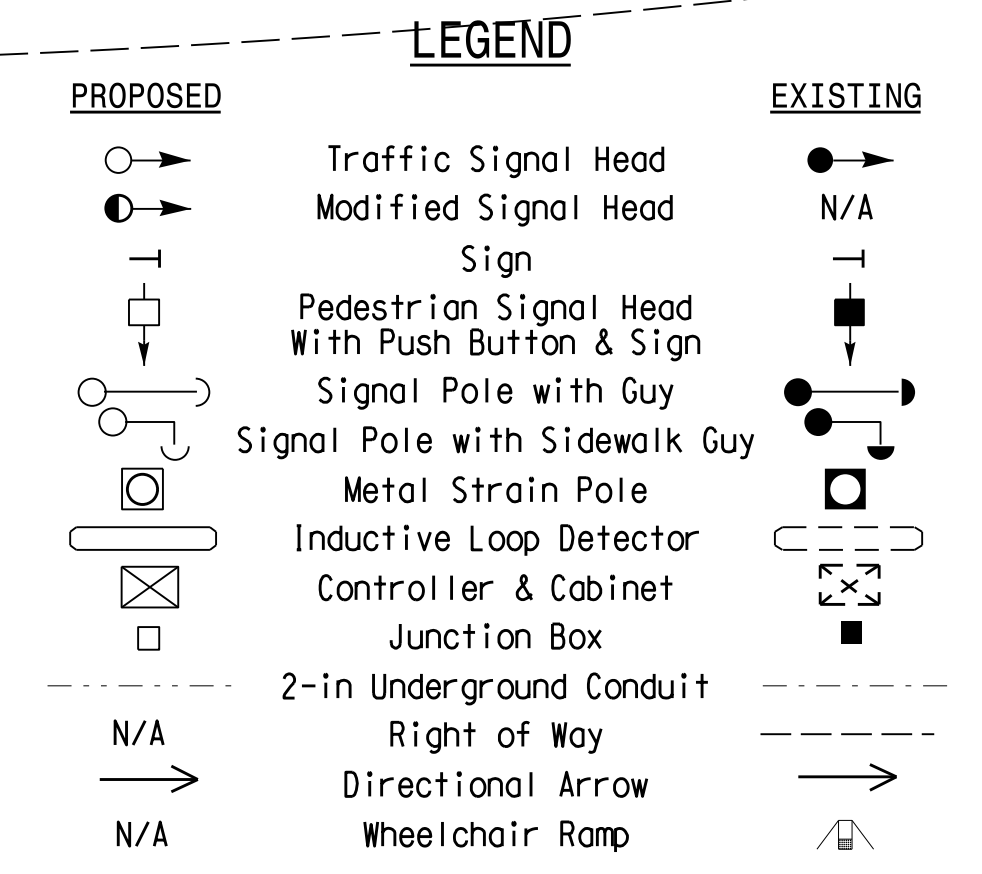 LEGEND
PROPOSED EXISTING
Traffic Signal Head
Modified Signal Head N/A
Sign
Pedestrian Signal Head
With Push Button & Sign
Signal Pole with Guy
Signal Pole with Sidewalk Guy
Metal Strain Pole
Inductive Loop Detector
Controller & Cabinet
Junction Box
2-in Underground Conduit
N/A Right of Way
Directional Arrow
N/A Wheelchair Ramp